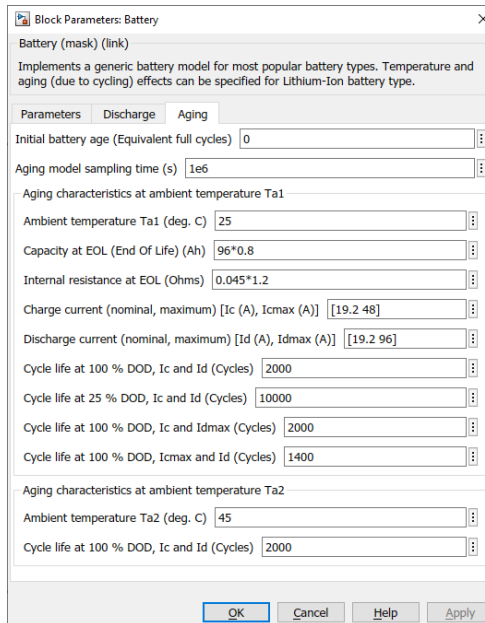 Block Parameters: Battery
Battery (mask) (link)
Implements a generic battery model for most popular battery types. Temperature and
aging (due to cycling) effects can be specified for Lithium-Ion battery type.
Parameters Discharge Aging
Initial battery age (Equivalent full cycles) 0
Aging model sampling time (s) 1e6
Aging characteristics at ambient temperature Ta1
Ambient temperature Ta1 (deg. C) 25
Capacity at EOL (End Of Life) (Ah) 96*0.8
Internal resistance at EOL (Ohms) 0.045*1.2
Charge current (nominal, maximum) [Ic (A), Icmax (A)] [19.2 48]
Discharge current (nominal, maximum) [Id (A), Idmax (A)] [19.2 96]
Cycle life at 100 % DOD, Ic and Id (Cycles) 2000
Cycle life at 25 % DOD, Ic and Id (Cycles) 10000
Cycle life at 100 % DOD, Ic and Idmax (Cycles) 2000
Cycle life at 100 % DOD, Icmax and Id (Cycles) 1400
Aging characteristics at ambient temperature Ta2
Ambient temperature Ta2 (deg. C) 45
Cycle life at 100 % DOD, Ic and Id (Cycles) 2000
OK Cancel Help Apply